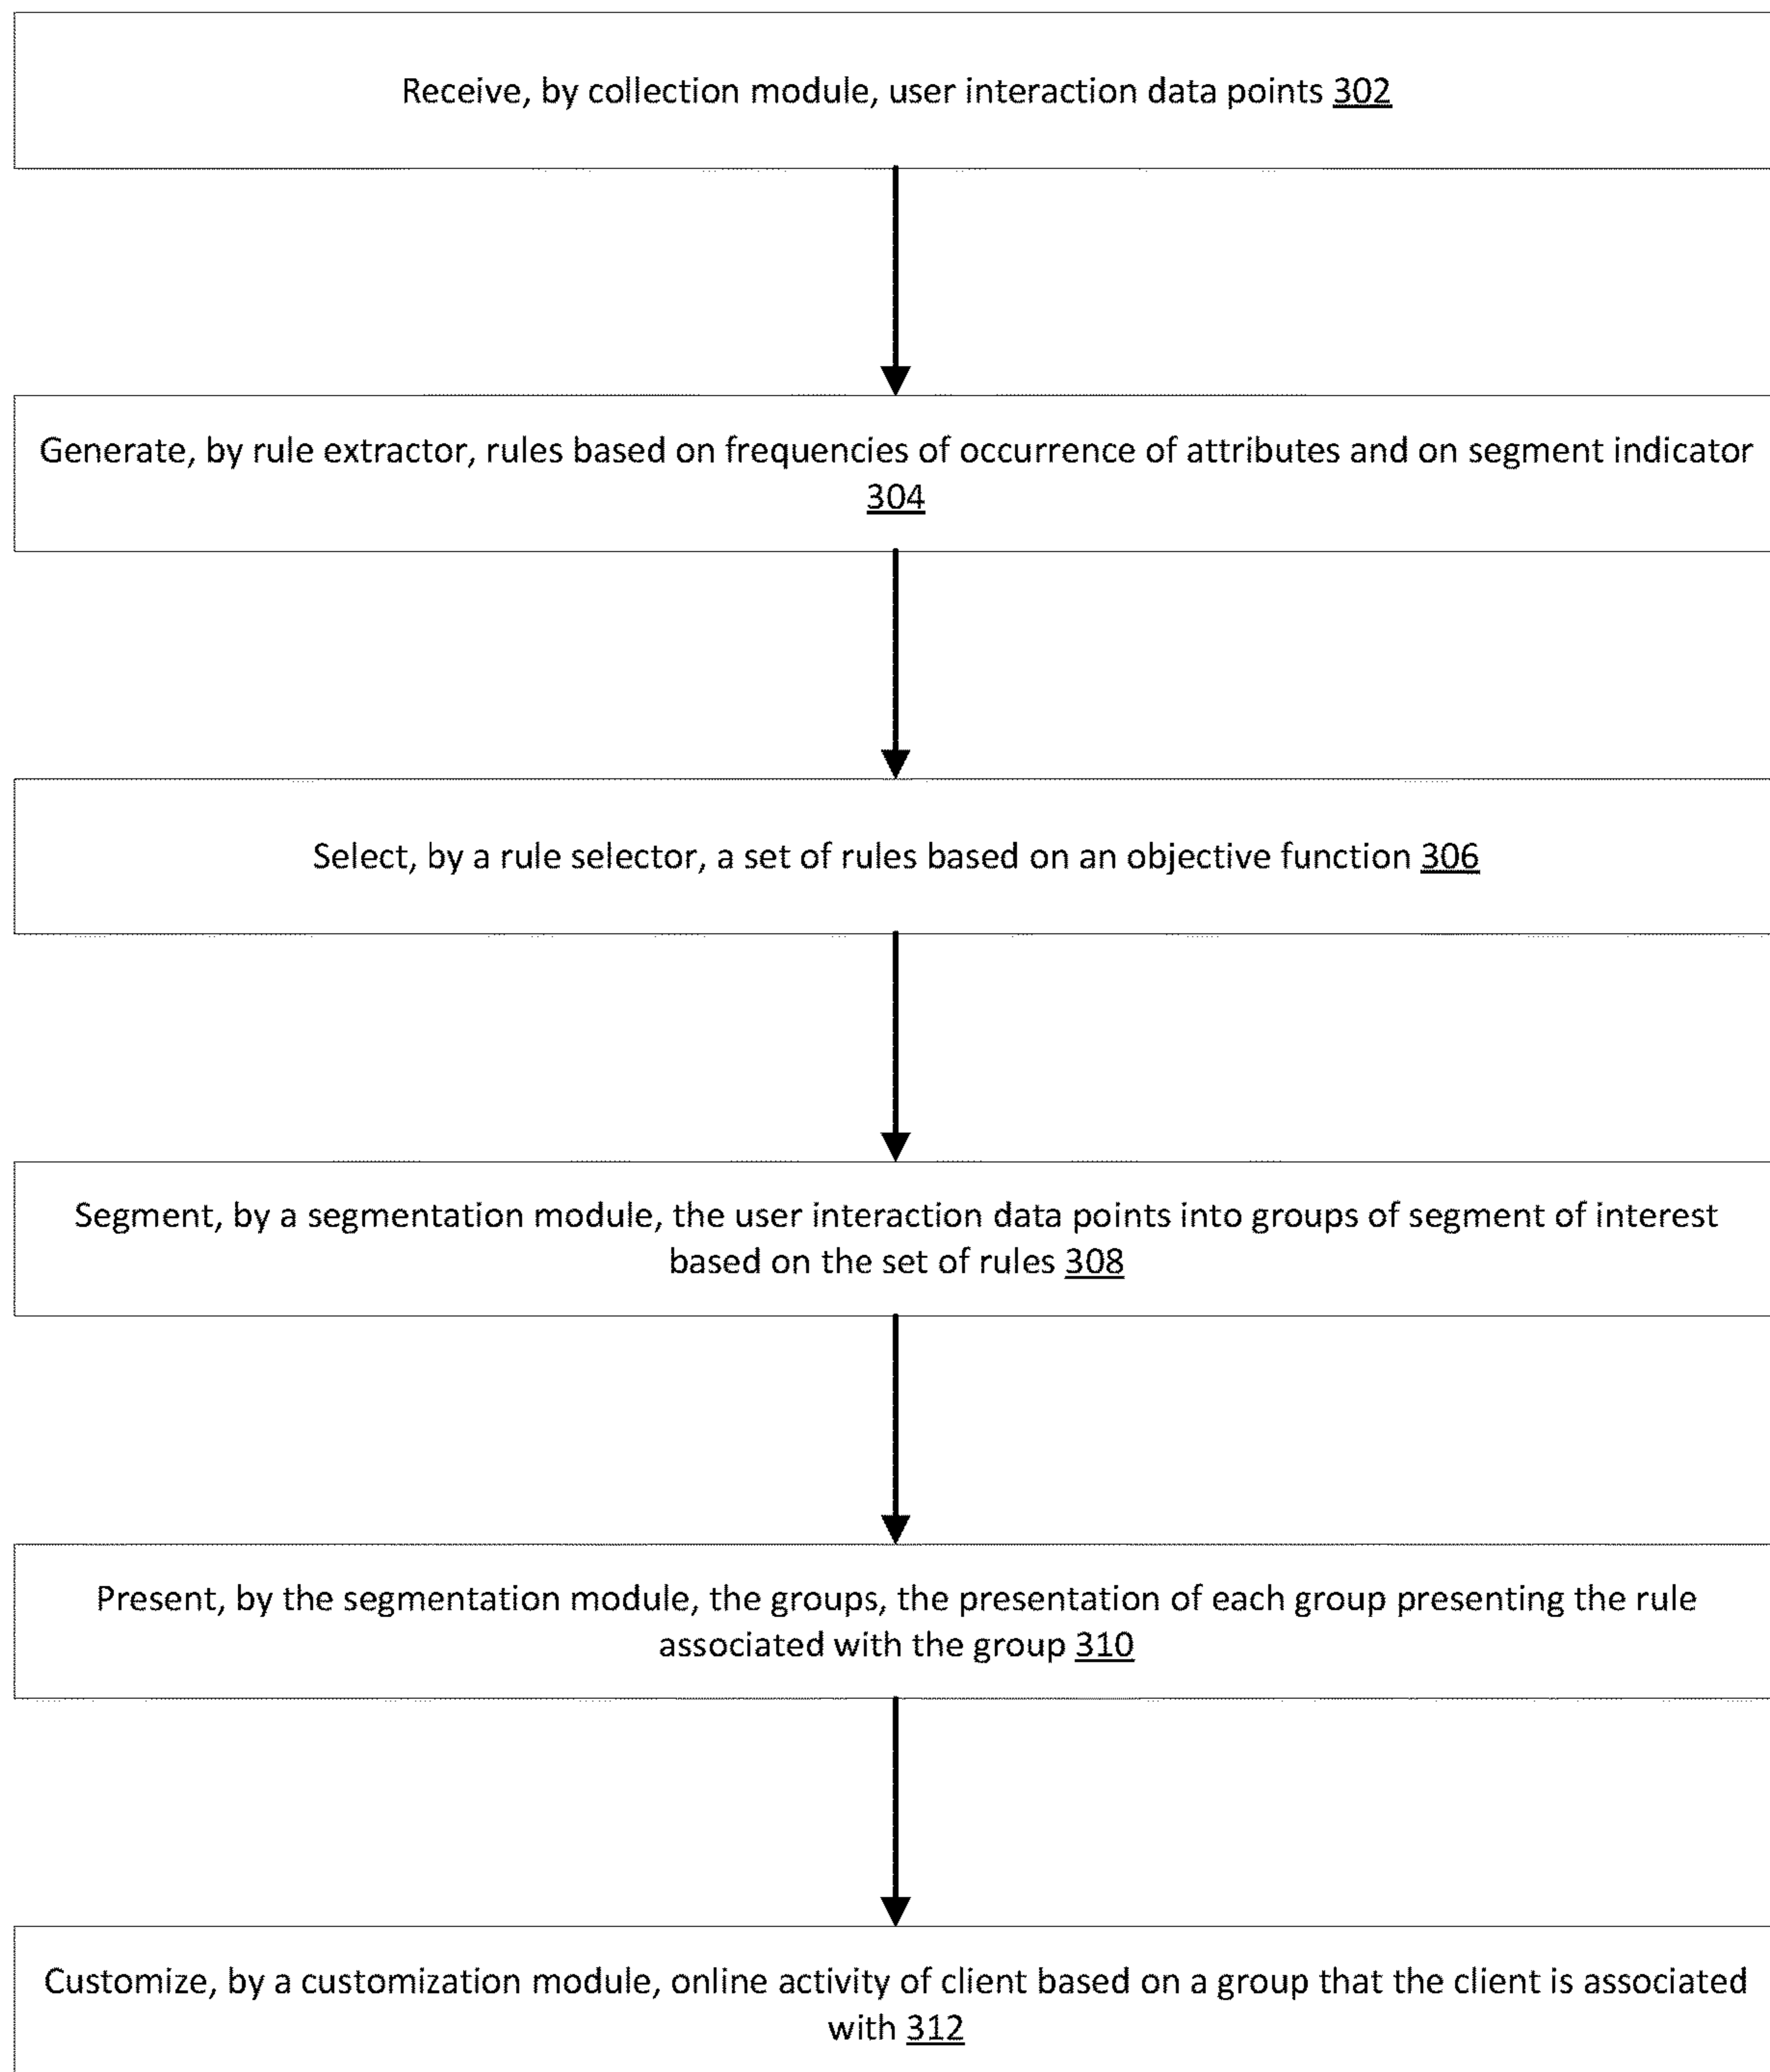 Receive, by collection module, user interaction data points 302
Generate, by rule extractor, rules based on frequencies of occurrence of attributes and on segment indicator
304
Select, by a rule selector, a set of rules based on an objective function 306
Segment, by a segmentation module, the user interaction data points into groups of segment of interest
based on the set of rules 308
Present, by the segmentation module, the groups, the presentation of each group presenting the rule
associated with the group 310
Customize, by a customization module, online activity of client based on a group that the client is associated
with 312